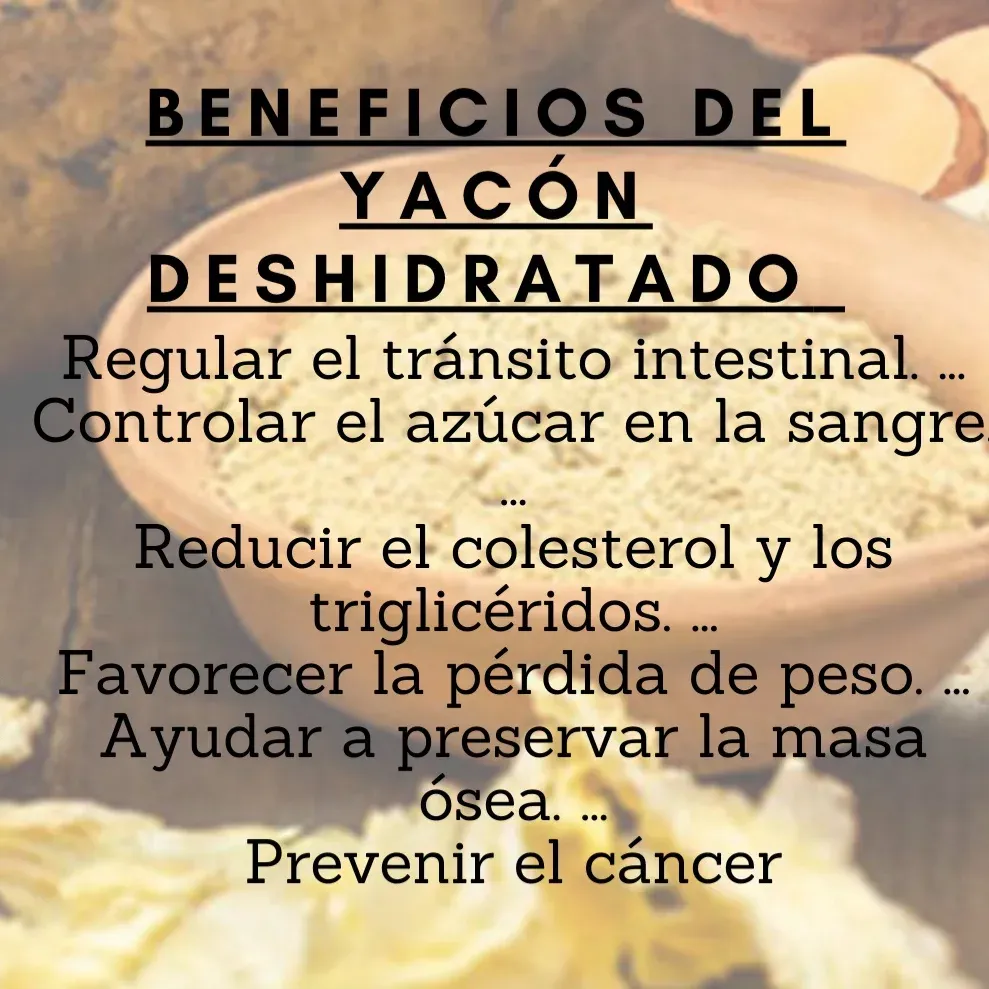 BENEFICIOS DEL
YACÓN
DESHIDRATADO
Regular el tránsito intestinal. ...
Controlar el azúcar en la sangre.
...
Reducir el colesterol y los
triglicéridos. ...
Favorecer la pérdida de peso. ...
Ayudar a preservar la masa
ósea. ...
Prevenir el cáncer